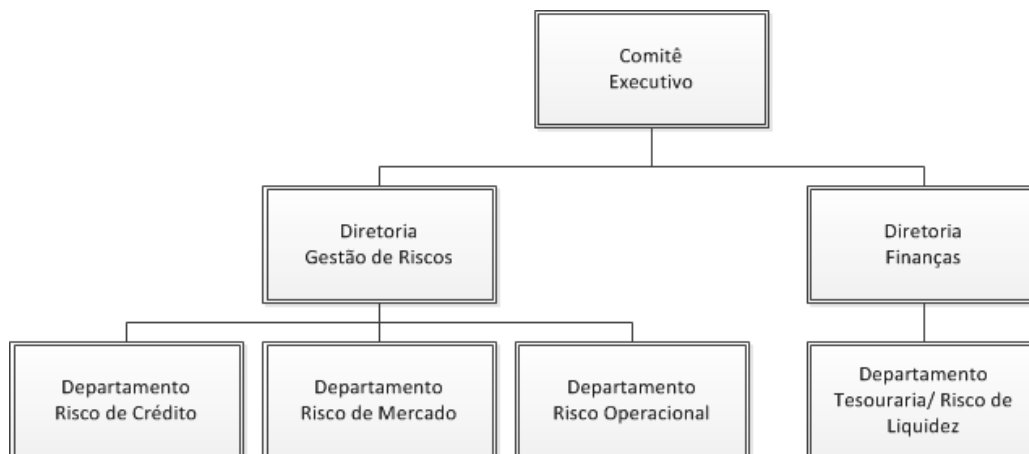 Comitê
Executivo
Diretoria
Gestão de Riscos
Diretoria
Finanças
Departamento
Risco de Crédito
Departamento
Risco de Mercado
Departamento
Risco Operacional
Departamento
Tesouraria/ Risco de
Liquidez